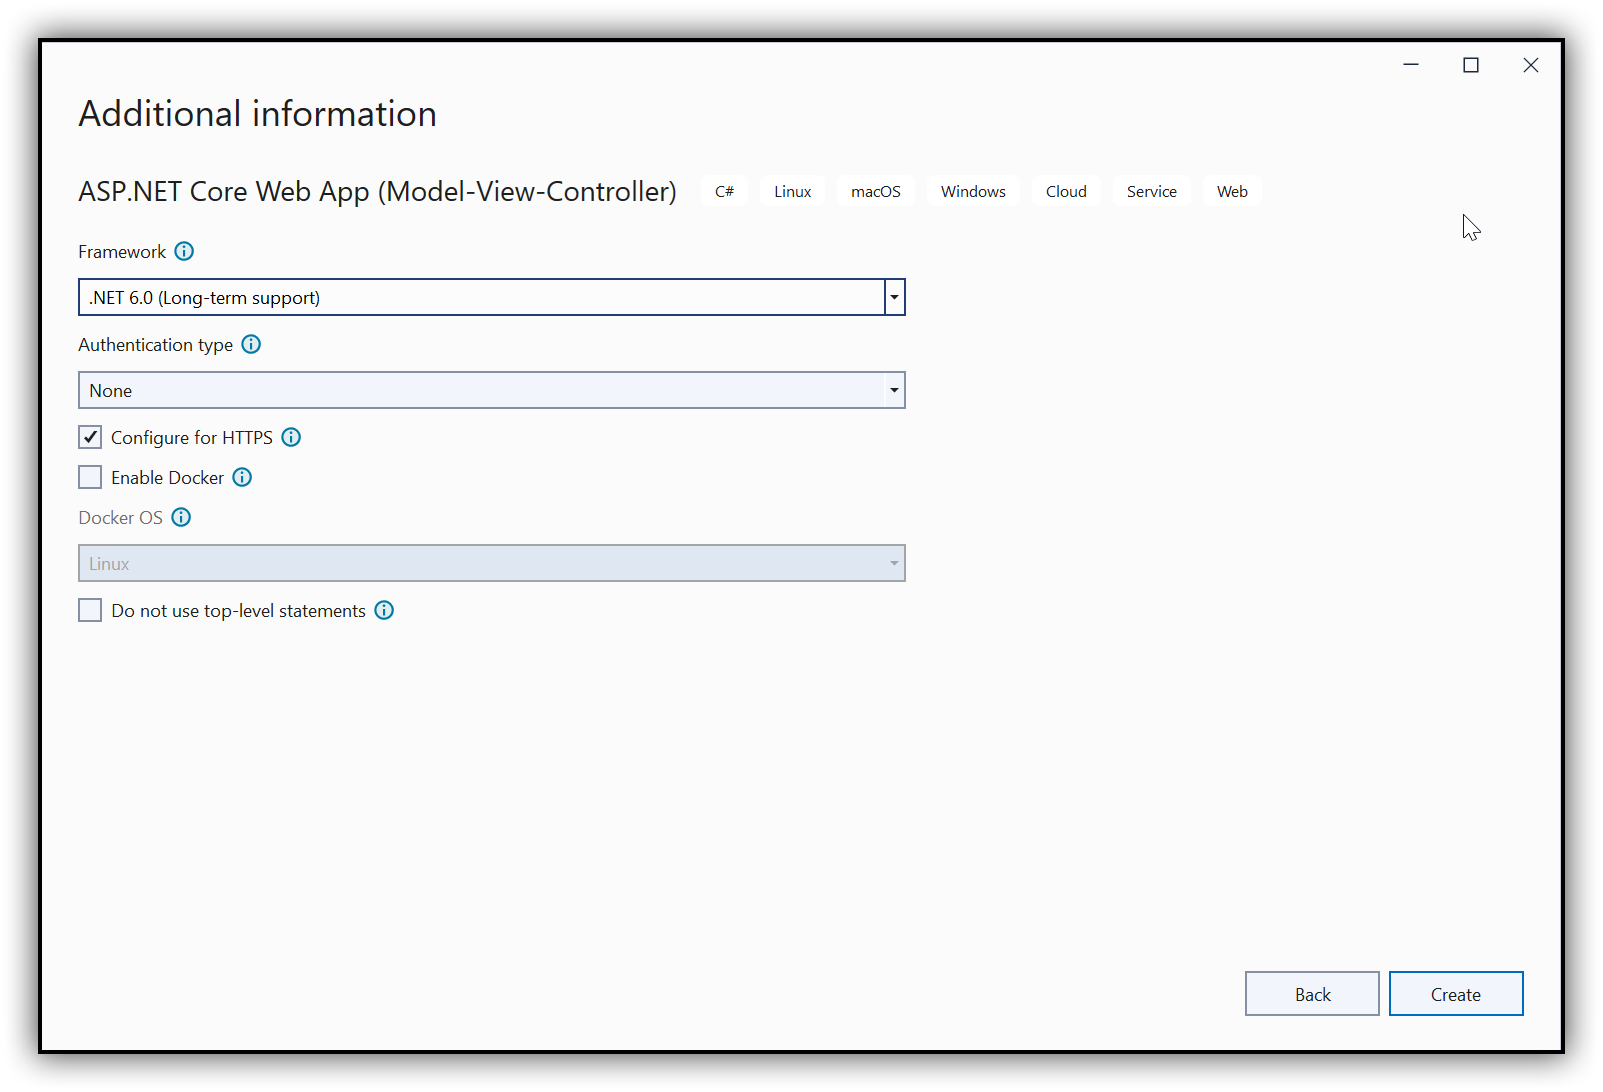 Additional information
ASP.NET Core Web App (Model-View-Controller) C# Linux macOS Windows Cloud Service Web
Framework
.NET 6.0 (Long-term support)
Authentication type
None
Configure for HTTPS
Enable Docker
Docker OS
Linux
Do not use top-level statements
Back Create